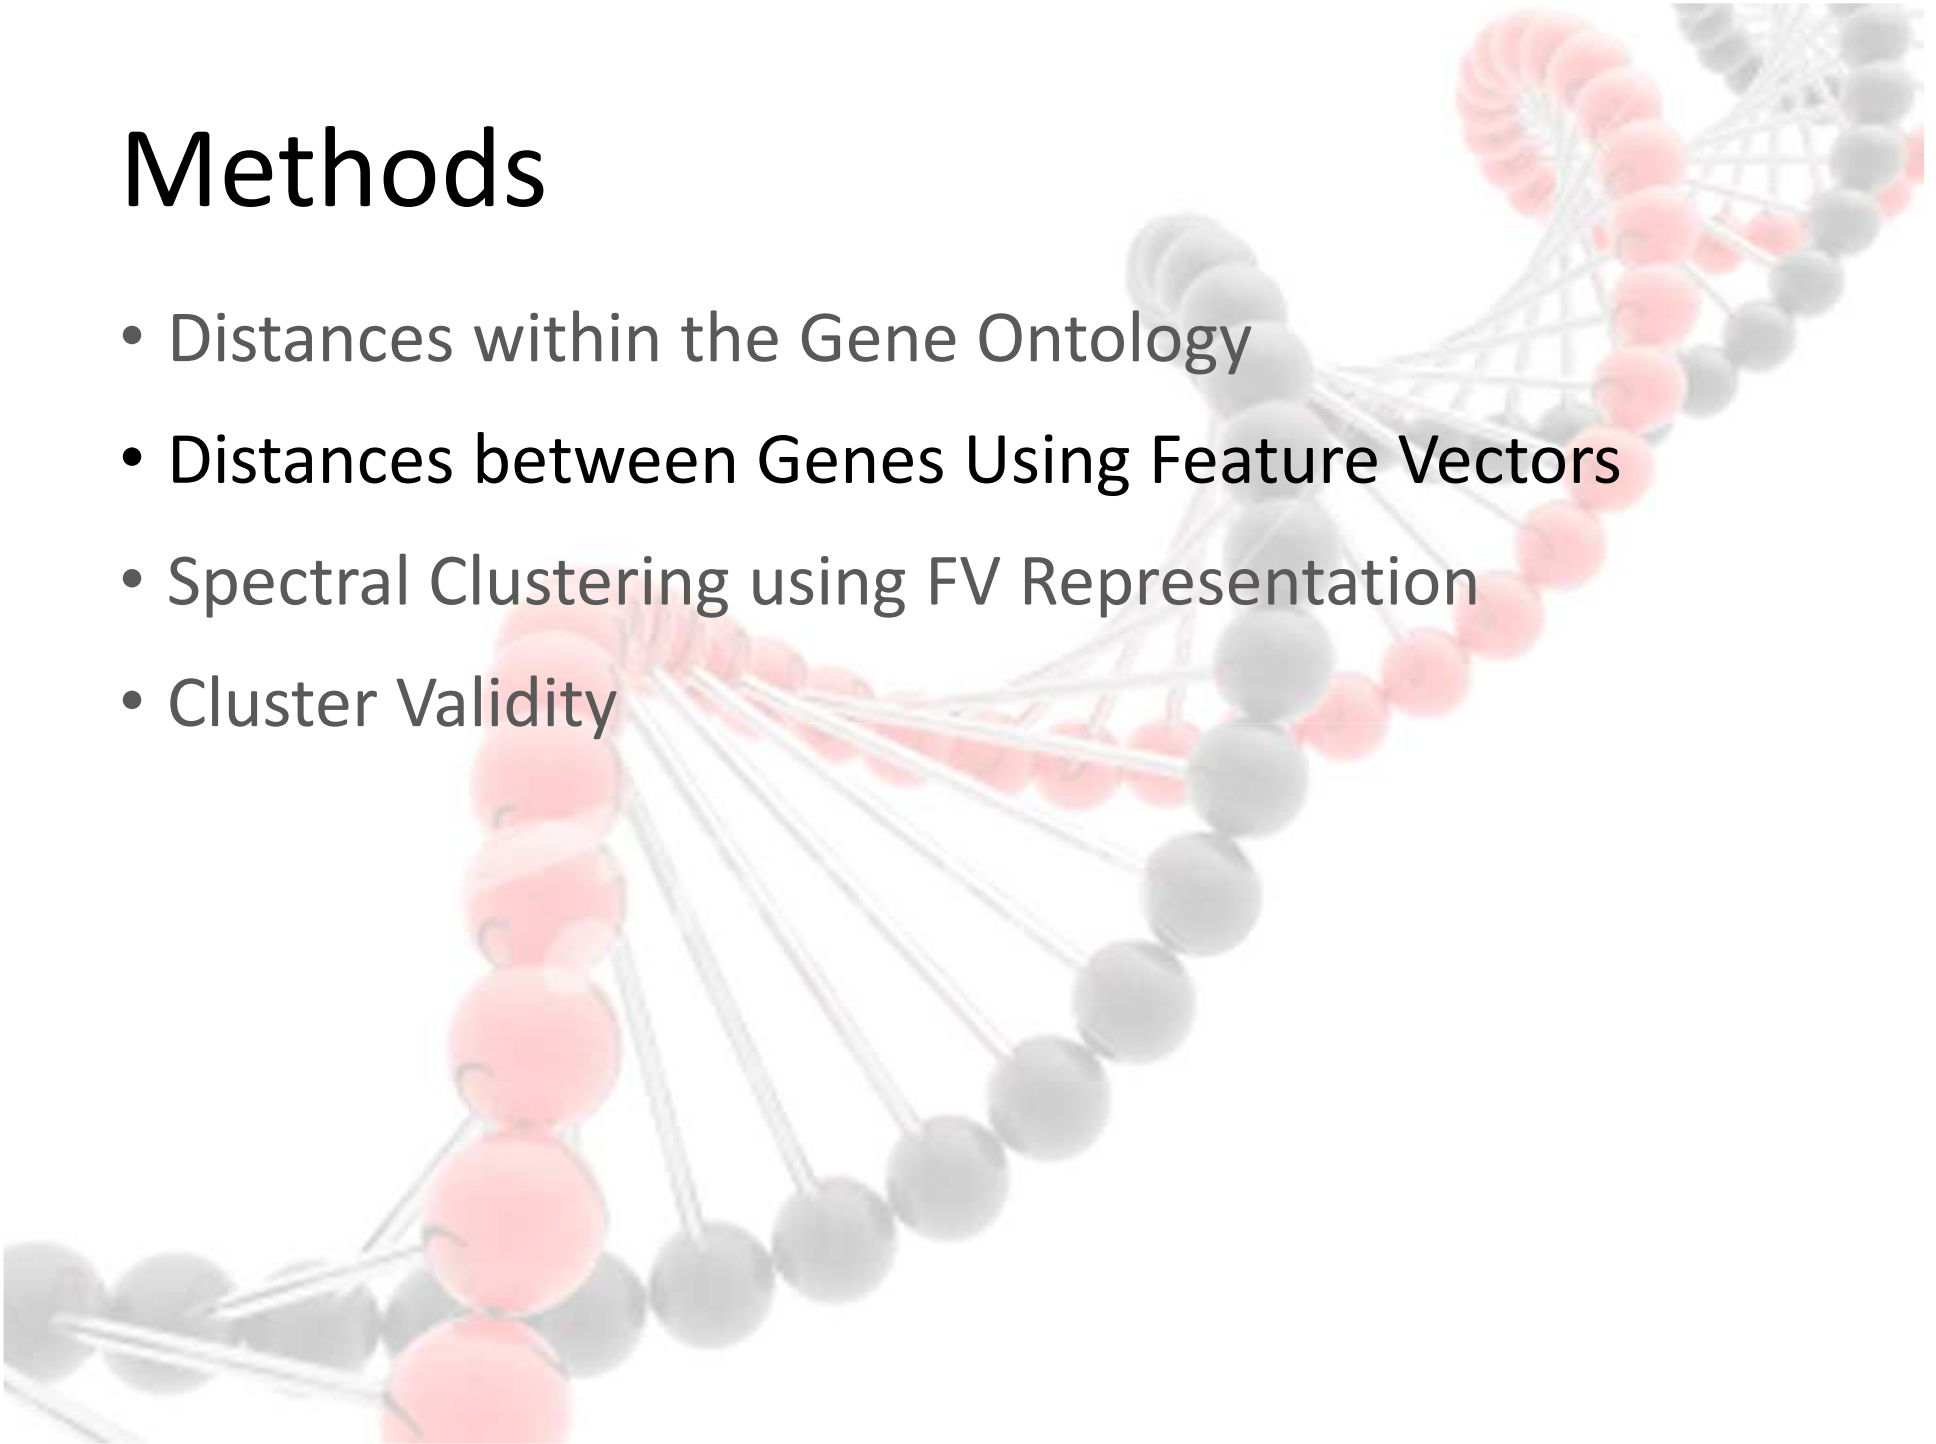 Methods
• Distances within the Gene Ontology
• Distances between Genes Using Feature Vectors
• Spectral Clustering using FV Representation
• Cluster Validity